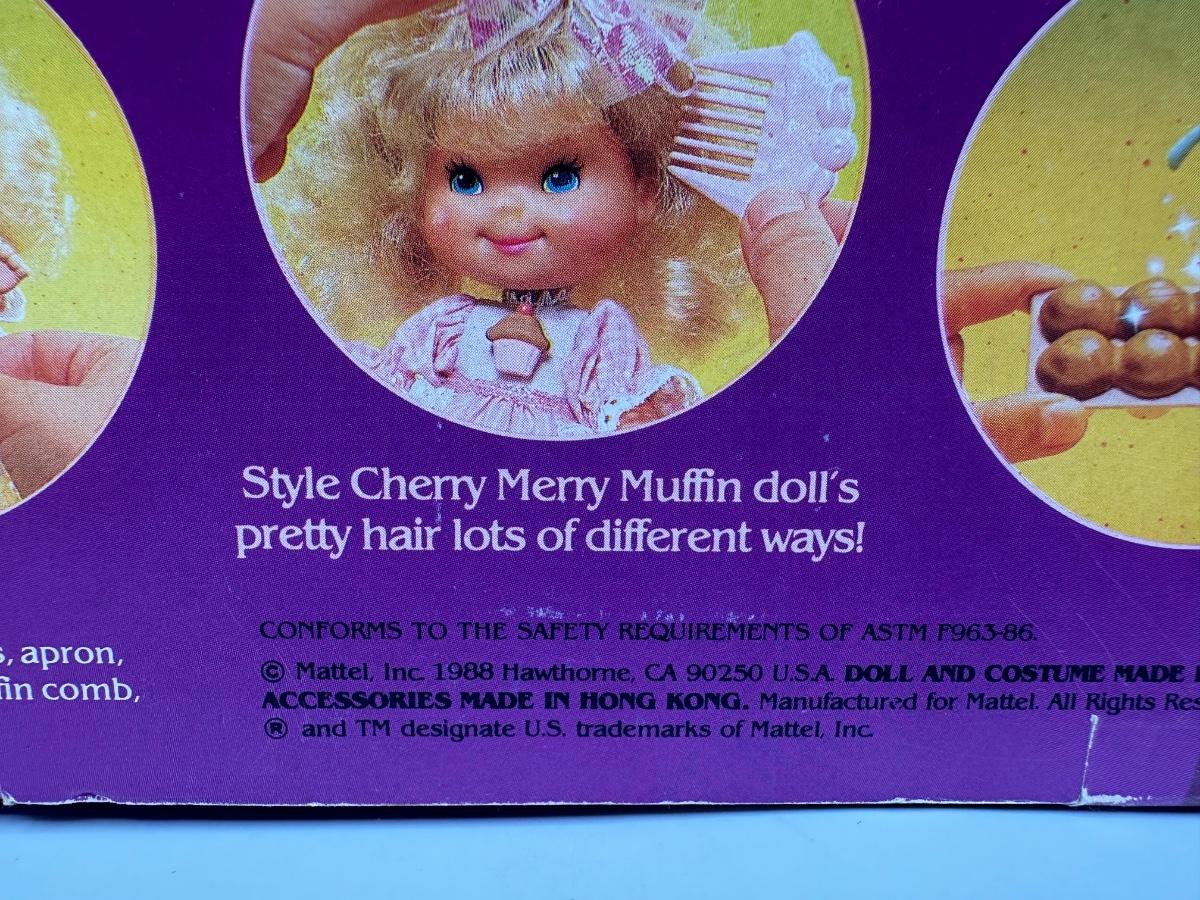 Style Cherry Merry Muffin doll's
pretty hair lots of different ways!
apron,
comb,
CONFORMS TO THE SAFETY REQUIREMENTS OF ASTM F963-86.
© Mattel, Inc. 1988 Hawthorne, CA 90250 U.S.A. DOLL AND COSTUME MADE
ACCESSORIES MADE IN HONG KONG. Manufactured for Mattel. All Rights
® and TM designate U.S. trademarks of Mattel, Inc.